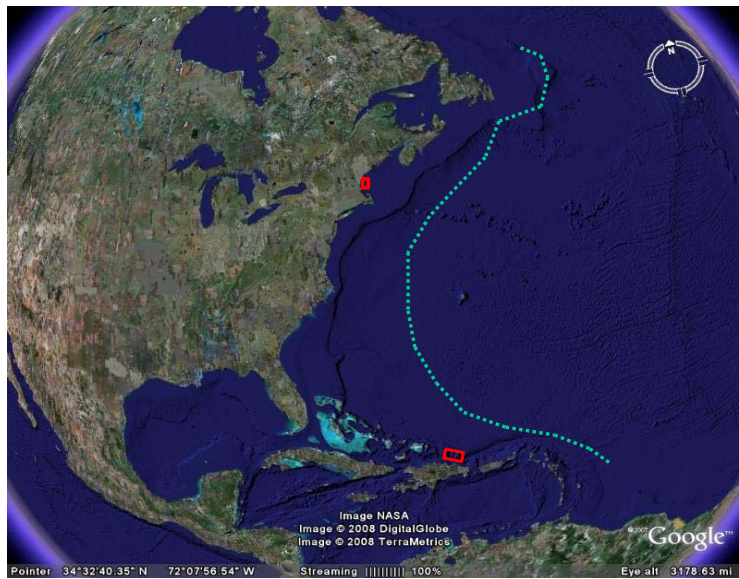 N
Image NASA
Image © 2008 DigitalGlobe
Image © 2008 TerraMetrics
©2007 Google™
Pointer 34°32'40.35" N 72°07'56.54" W Streaming |||||||||| 100% Eye alt 3178.63 mi